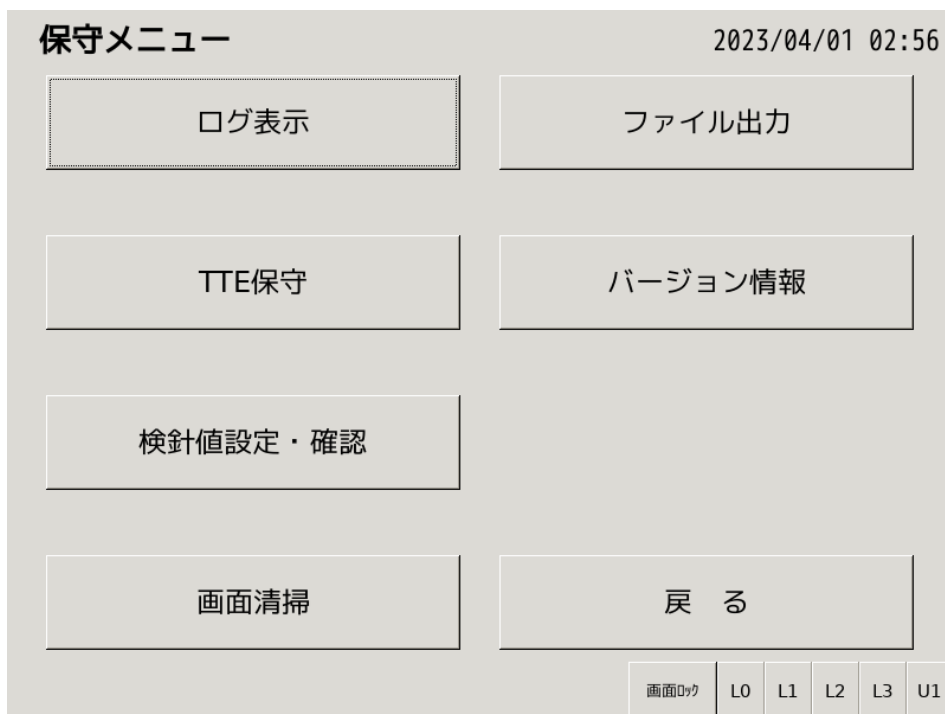 保守メニュー 2023/04/01 02:56
ログ表示 ファイル出力
TTE保守 バージョン情報
検針値設定・確認
画面清掃 戻　る
画面ﾛｯｸ L0 L1 L2 L3 U1